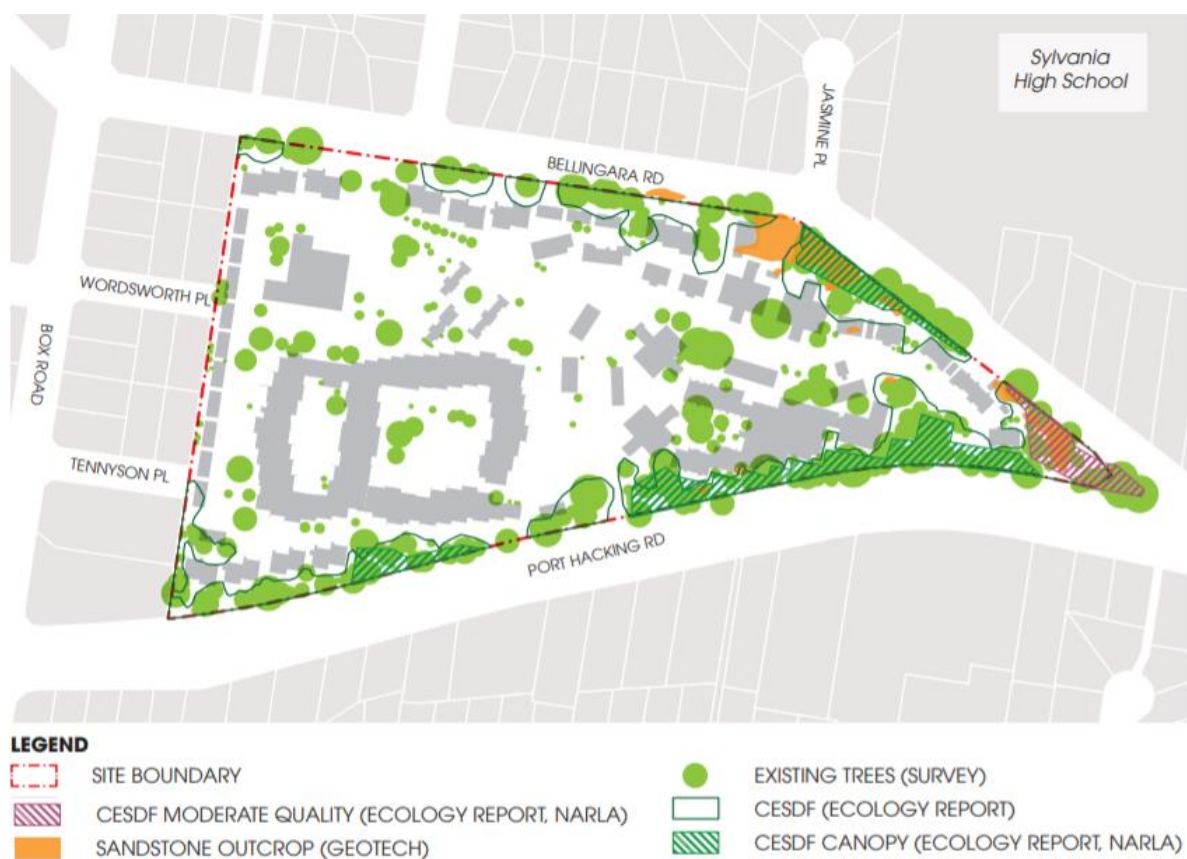 Sylvania
High School
JASMINE PL
BELLINGARA RD
WORDSWORTH PL
BOX ROAD
TENNYSON PL
PORT HACKING RD
LEGEND
SITE BOUNDARY
EXISTING TREES (SURVEY)
CESDF MODERATE QUALITY (ECOLOGY REPORT, NARLA)
CESDF (ECOLOGY REPORT)
SANDSTONE OUTCROP (GEOTECH)
CESDF CANOPY (ECOLOGY REPORT, NARLA)